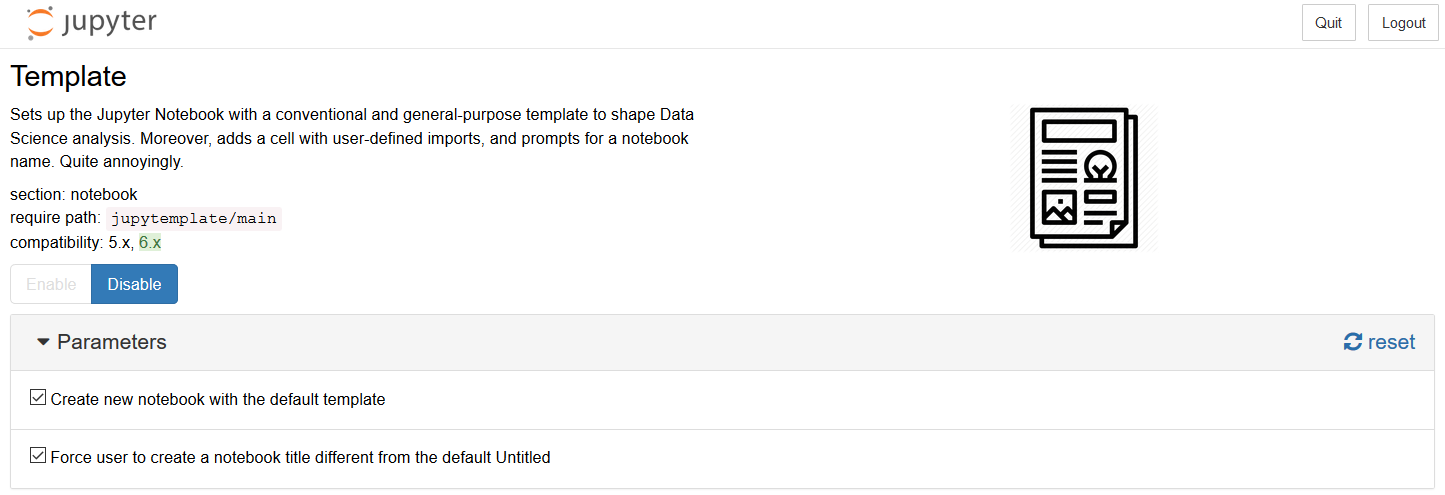 jupyter
Quit
Logout
Template
Sets up the Jupyter Notebook with a conventional and general-purpose template to shape Data
Science analysis. Moreover, adds a cell with user-defined imports, and prompts for a notebook
name. Quite annoyingly.
section: notebook
require path: jupytemplate/main
compatibility: 5.x, 6.x
Enable
Disable
Parameters
reset
Create new notebook with the default template
Force user to create a notebook title different from the default Untitled